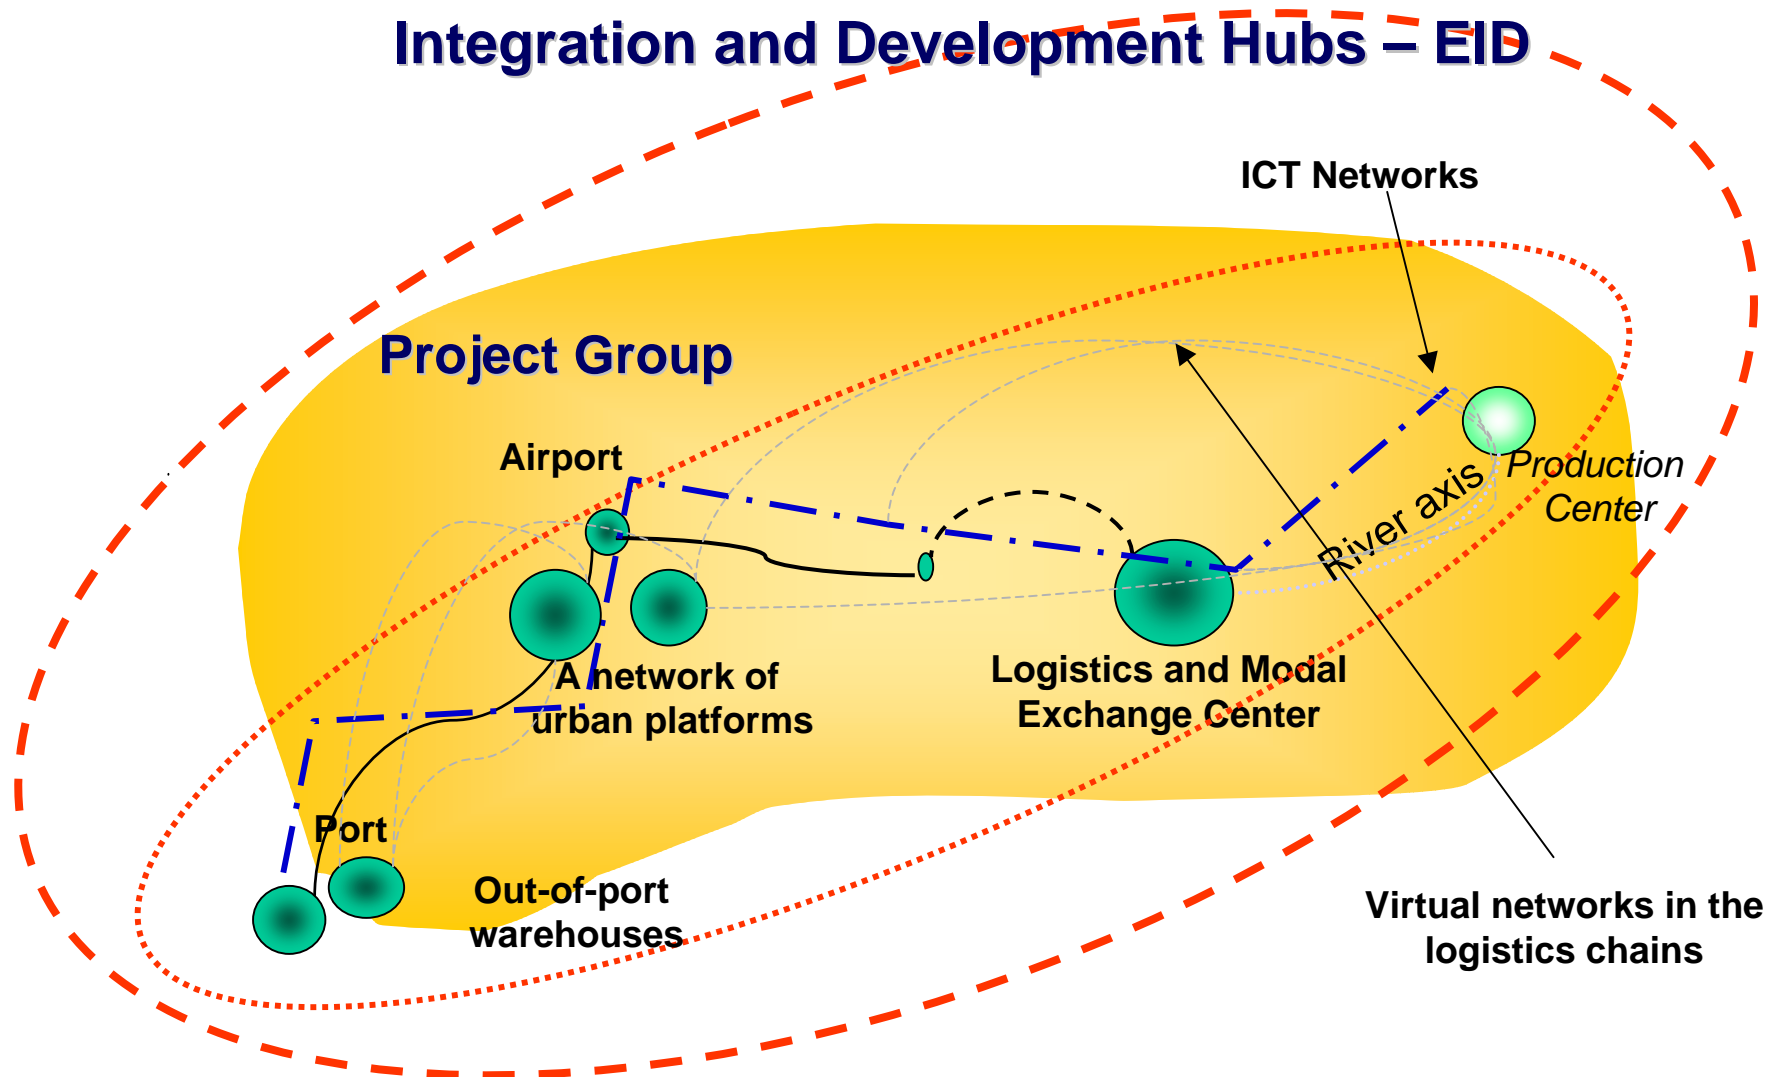 Integration and Development Hubs – EID
ICT Networks
Project Group
Airport
Production
Center
River axis
A network of
urban platforms
Logistics and Modal
Exchange Center
Port
Out-of-port
warehouses
Virtual networks in the
logistics chains